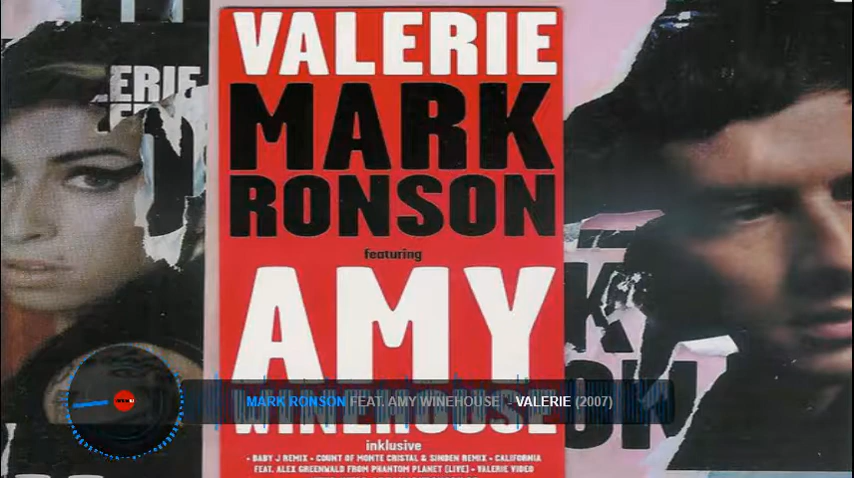 VALERIE
MARK
RONSON
featuring
AMY
WINEHOUSE
MARK RONSON FEAT. AMY WINEHOUSE - VALERIE (2007)
inklusive
• BABY J REMIX • COUNT OF MONTE CRISTAL & SINDEN REMIX • CALIFORNIA
FEAT. ALEX GREENWALD FROM PHANTOM PLANET (LIVE) • VALERIE VIDEO
ERIE
K
ON